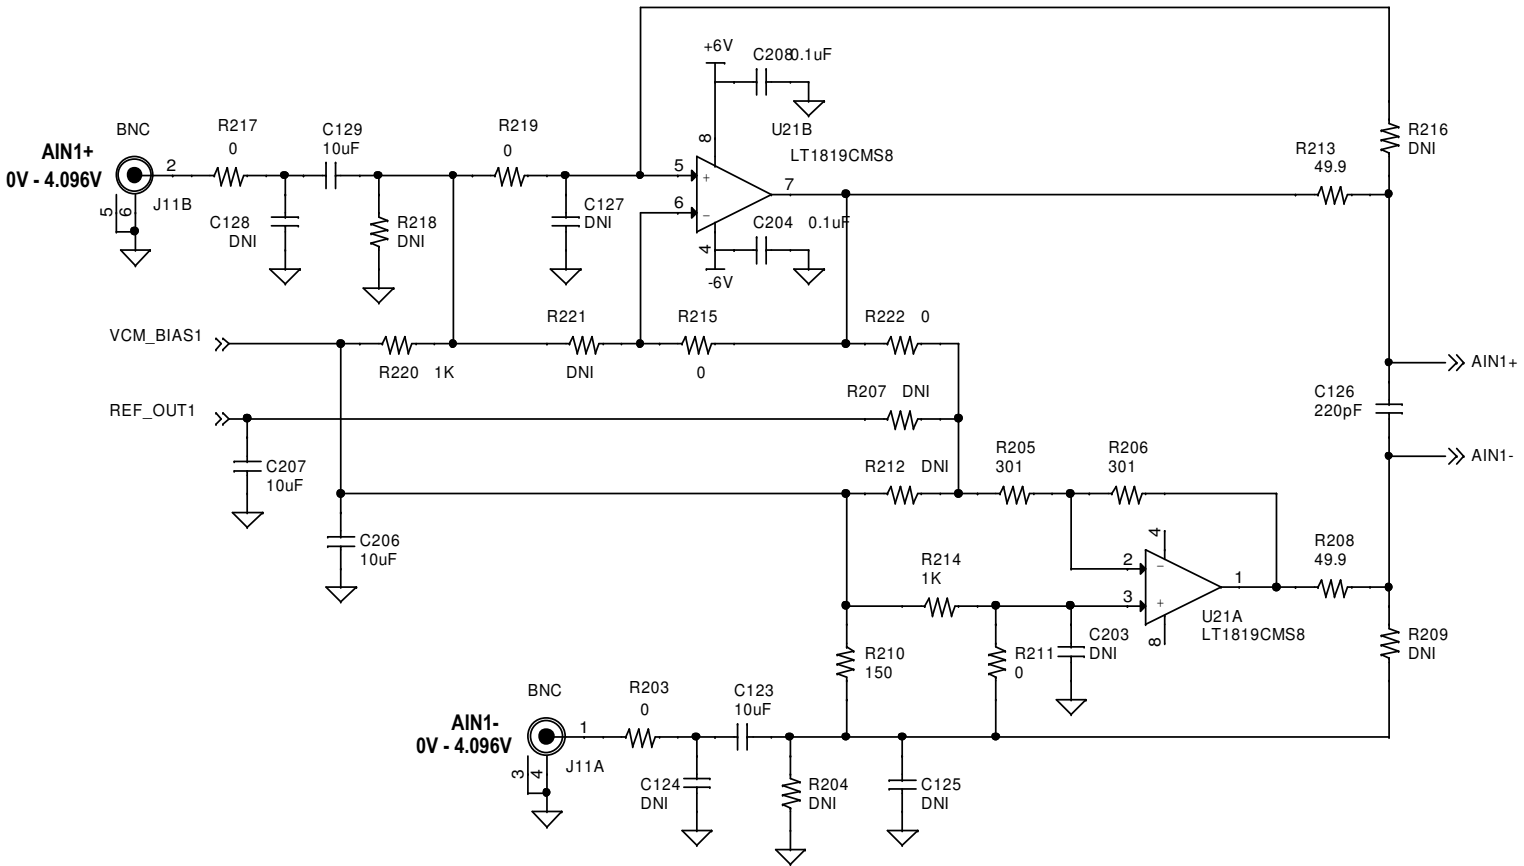 +6V
C208
0.1uF
8
U21B
LT1819CMS8
BNC
AIN1+
0V - 4.096V
2
5
6
J11B
R217
0
C129
10uF
C128
DNI
R218
DNI
R219
0
C127
DNI
5
+
6
−
7
4
-6V
C204
0.1uF
R213
49.9
R216
DNI
VCM_BIAS1
R220 1K
R221
DNI
R215
0
R222 0
REF_OUT1
R207 DNI
C207
10uF
C206
10uF
R212 DNI
R205
301
R206
301
AIN1+
C126
220pF
AIN1-
R214
1K
4
2
−
3
+
1
8
U21A
LT1819CMS8
R208
49.9
R209
DNI
R210
150
R211
0
C203
DNI
BNC
AIN1-
0V - 4.096V
1
3
4
J11A
R203
0
C123
10uF
C124
DNI
R204
DNI
C125
DNI